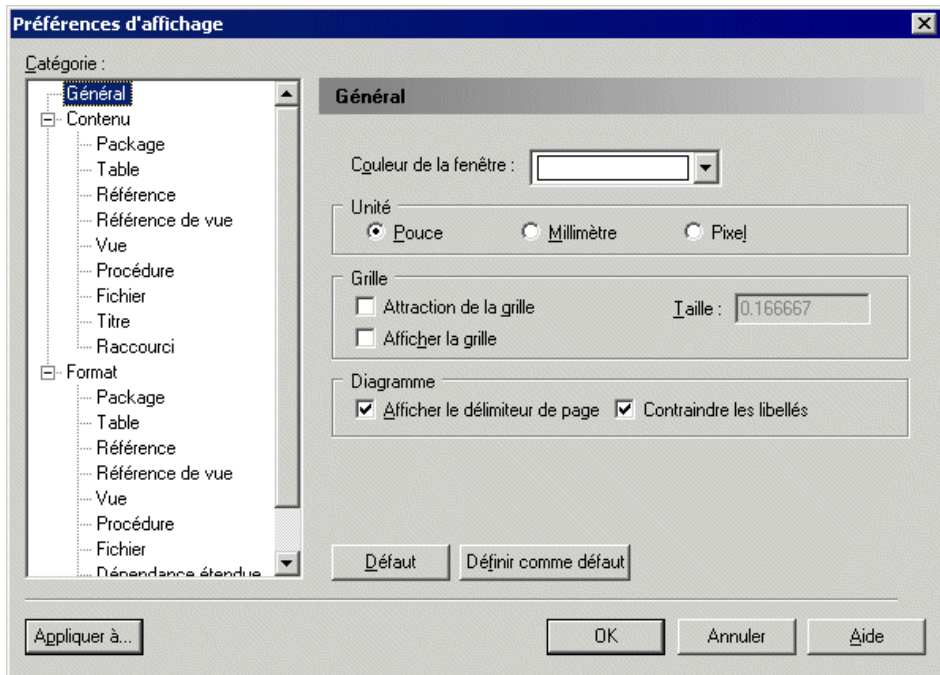 Préférences d'affichage
Catégorie :
Général
Contenu
Package
Table
Référence
Référence de vue
Vue
Procédure
Fichier
Titre
Raccourci
Format
Package
Table
Référence
Référence de vue
Vue
Procédure
Fichier
Dépendance étendue
Général
Couleur de la fenêtre :
Unité
Pouce Millimètre Pixel
Grille
Attraction de la grille Taille : 0.166667
Afficher la grille
Diagramme
Afficher le délimiteur de page Contraindre les libellés
Défaut Définir comme défaut
Appliquer à... OK Annuler Aide